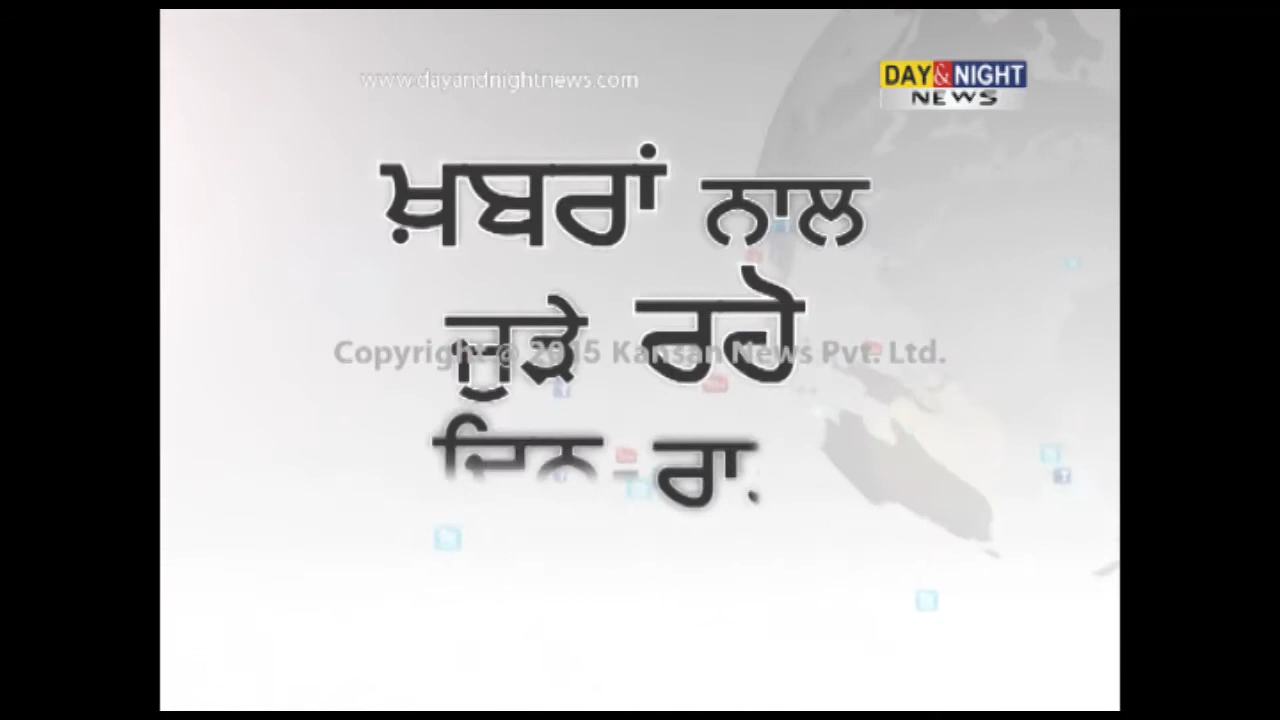 www.dayandnightnews.com
DAY & NIGHT
NEWS
ਖ਼ਬਰਾਂ ਨਾਲ
ਜੁੜੇ ਰਹੋ
Copyright © 2015 Kansan News Pvt. Ltd.
ਦਿਨ -